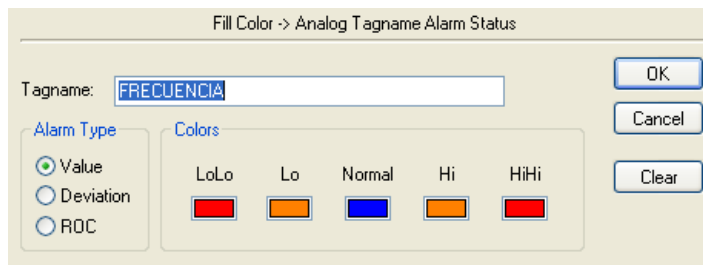 Fill Color -> Analog Tagname Alarm Status
Tagname: FRECUENCIA
OK
Cancel
Clear
Alarm Type
Value
Deviation
ROC
Colors
LoLo Lo Normal Hi HiHi